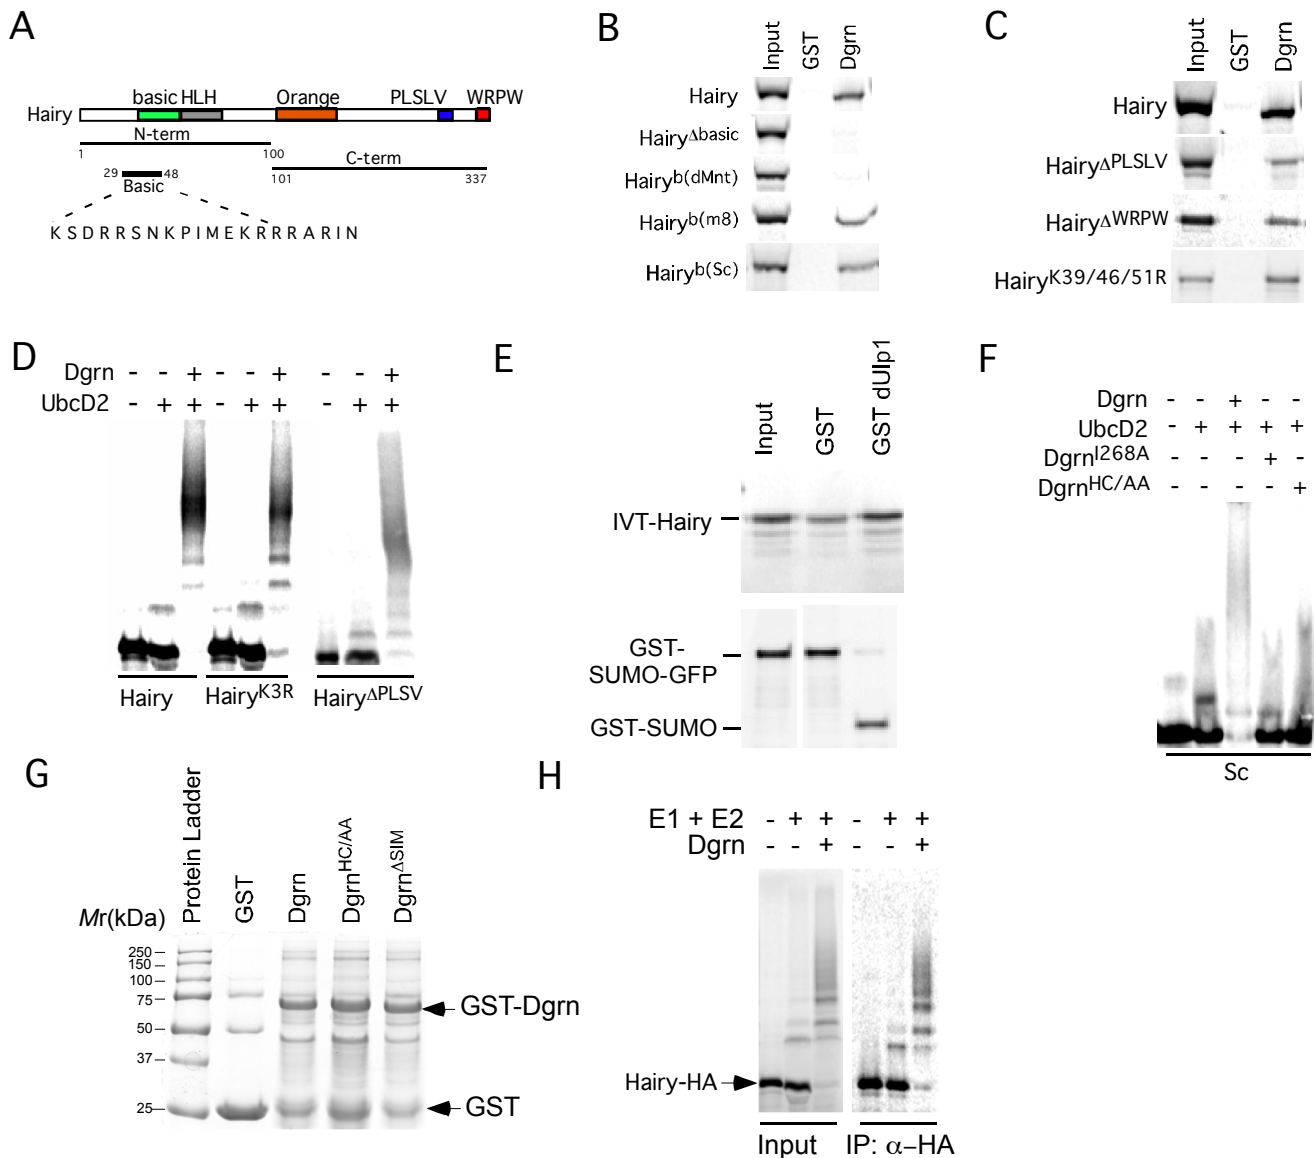 A
basic HLH Orange PLSLV WRPW
Hairy
N-term
1 100
C-term
101 337
29 48
Basic
K S D R R S N K P I M E K R R R A R I N
B
Input GST Dgrn
Hairy
HairyΔbasic
Hairyb(dMnt)
Hairyb(m8)
Hairyb(Sc)
C
Input GST Dgrn
Hairy
HairyΔPLSLV
HairyΔWRPW
HairyK39/46/51R
D
Dgrn - - + - - + - - +
UbcD2 - + + - + + - + +
Hairy HairyK3R HairyΔPLSV
E
Input GST GST dUlp1
IVT-Hairy
GST-
SUMO-GFP
GST-SUMO
F
Dgrn - - + - -
UbcD2 - + + + +
DgrnI268A - - - + -
DgrnHC/AA - - - - +
Sc
G
Protein Ladder GST Dgrn DgrnHC/AA DgrnΔSIM
Mr(kDa)
250
150
100
75
50
37
25
GST-Dgrn
GST
H
E1 + E2 - + + - + +
Dgrn - - + - - +
Hairy-HA
Input IP: α-HA